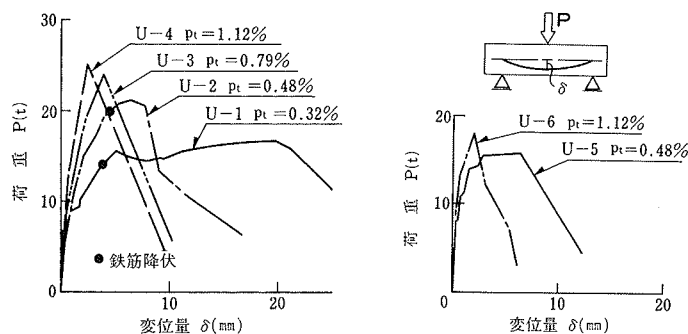 30
20
10
0
荷重 P(t)
U−4 pt=1.12%
U−3 pt=0.79%
U−2 pt=0.48%
U−1 pt=0.32%
●鉄筋降伏
10
20
変位量 δ(mm)
P
δ
20
10
0
荷重 P(t)
U−6 pt=1.12%
U−5 pt=0.48%
10
20
変位量 δ(mm)